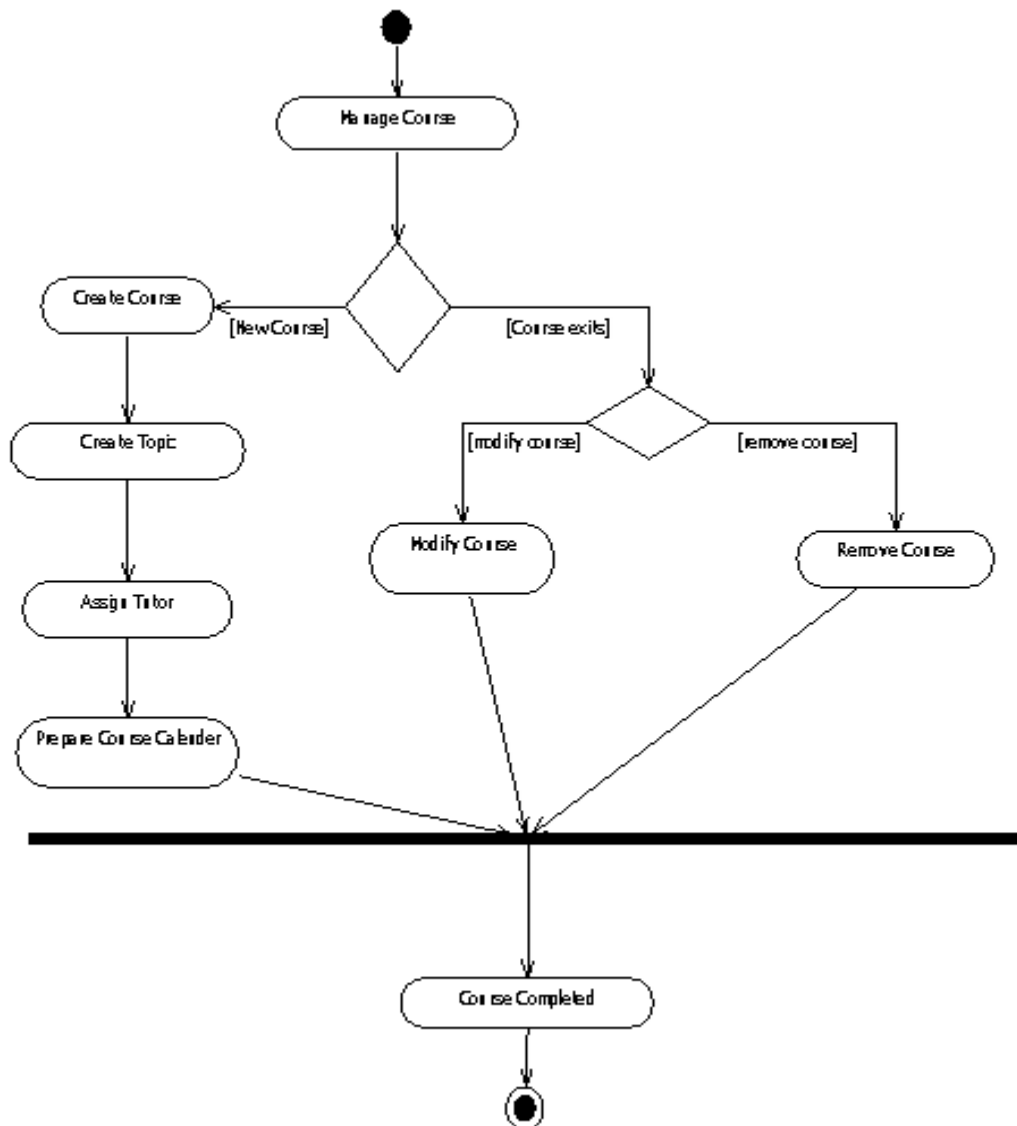 Manage Course
Create Course
[New Course]
[Course exits]
Create Topic
[modify course]
[remove course]
Modify Course
Remove Course
Assign Tutor
Prepare Course Calender
Course Completed